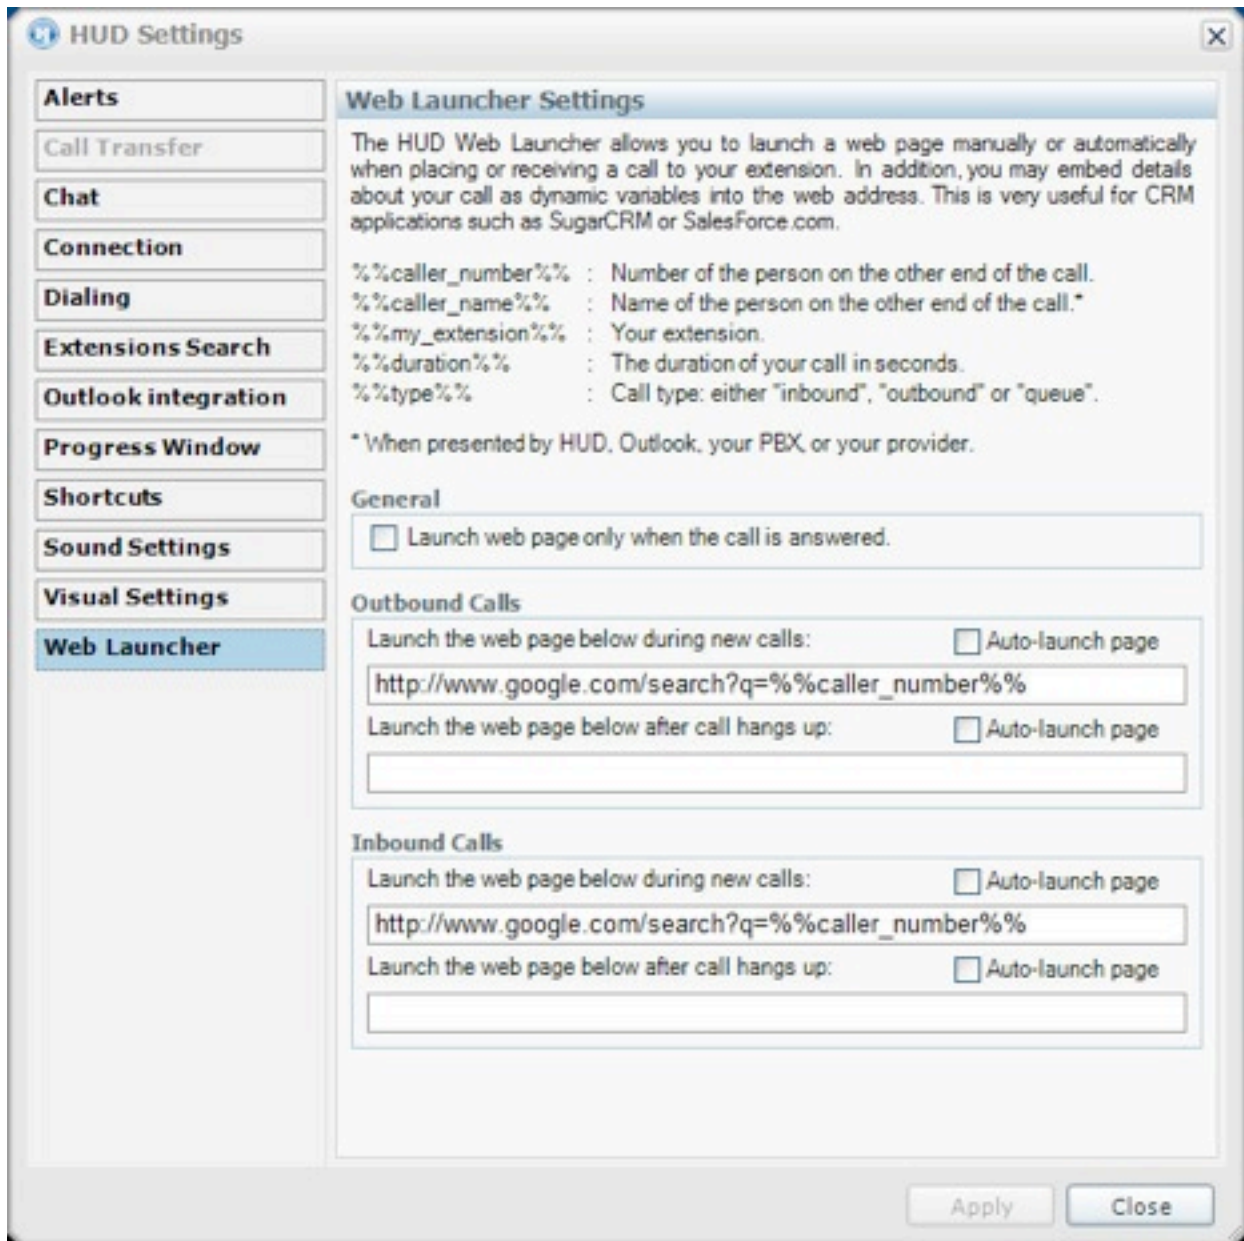 HUD Settings
Alerts
Call Transfer
Chat
Connection
Dialing
Extensions Search
Outlook integration
Progress Window
Shortcuts
Sound Settings
Visual Settings
Web Launcher
Web Launcher Settings
The HUD Web Launcher allows you to launch a web page manually or automatically
when placing or receiving a call to your extension. In addition, you may embed details
about your call as dynamic variables into the web address. This is very useful for CRM
applications such as SugarCRM or SalesForce.com.
%%caller_number%% : Number of the person on the other end of the call.
%%caller_name%% : Name of the person on the other end of the call.*
%%my_extension%% : Your extension.
%%duration%% : The duration of your call in seconds.
%%type%% : Call type: either "inbound", "outbound" or "queue".
* When presented by HUD, Outlook, your PBX, or your provider.
General
Launch web page only when the call is answered.
Outbound Calls
Launch the web page below during new calls: Auto-launch page
http://www.google.com/search?q=%%caller_number%%
Launch the web page below after call hangs up: Auto-launch page
Inbound Calls
Launch the web page below during new calls: Auto-launch page
http://www.google.com/search?q=%%caller_number%%
Launch the web page below after call hangs up: Auto-launch page
Apply Close